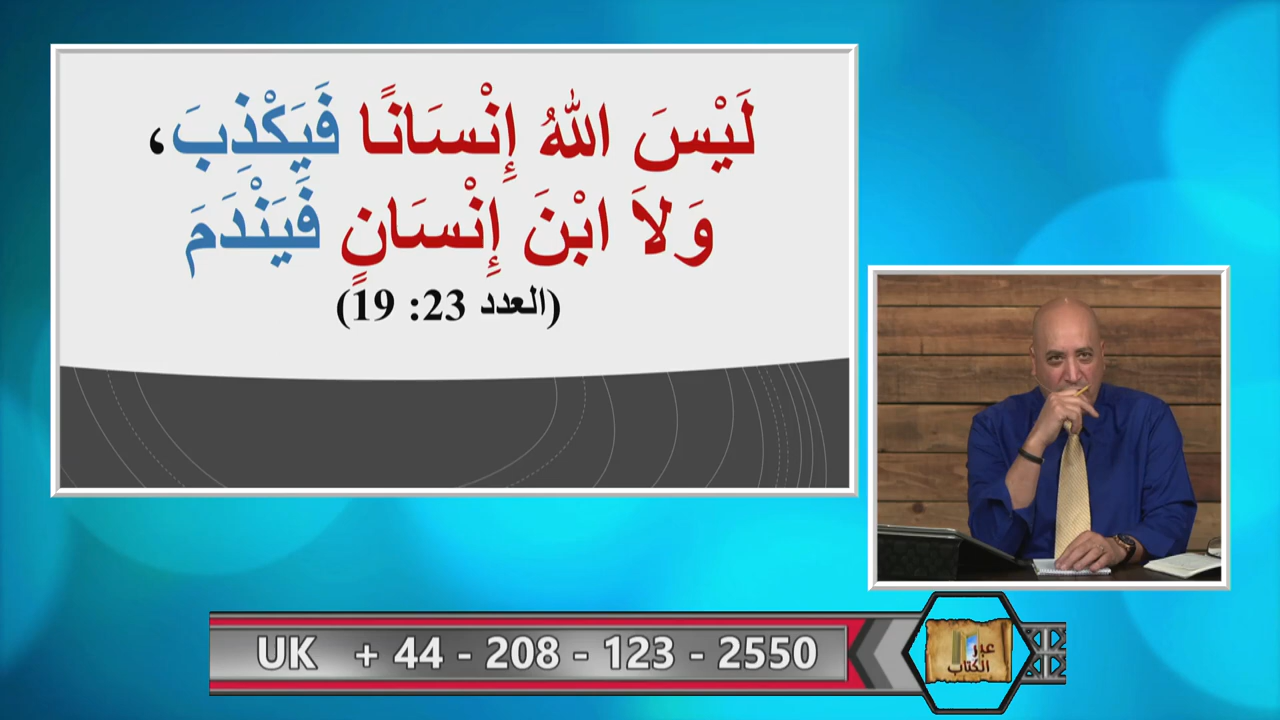 لَيْسَ اللهُ إِنْسَانًا فَيَكْذِبَ،
وَلاَ ابْنَ إِنْسَانٍ فَيَنْدَمَ
(العدد 23: 19)
UK + 44 - 208 - 123 - 2550
عبر
الكتاب